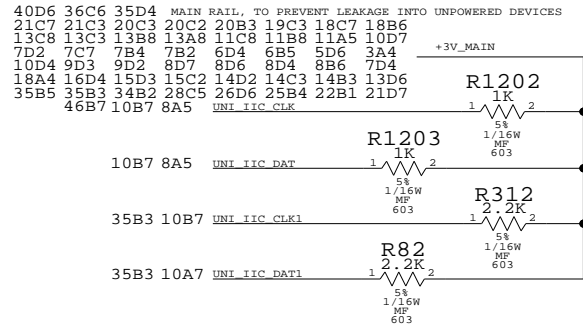 40D6 36C6 35D4 MAIN RAIL, TO PREVENT LEAKAGE INTO UNPOWERED DEVICES
21C7 21C3 20C3 20C2 20B3 19C3 18C7 18B6
13C8 13C3 13B8 13A8 11C8 11B8 11A5 10D7
7D2 7C7 7B4 7B2 6D4 6B5 5D6 3A4
+3V_MAIN
10D4 9D3 9D2 8D7 8D6 8D4 8B6 7D4
18A4 16D4 15D3 15C2 14D2 14C3 14B3 13D6
35B5 35B3 34B2 28C5 26D6 25B4 22B1 21D7
R1202
1K
46B7 10B7 8A5 UNI_IIC_CLK 1 2
5%
1/16W
MF
603
R1203
1K
10B7 8A5 UNI_IIC_DAT 1 2
5%
1/16W
MF
603
R312
2.2K
35B3 10B7 UNI_IIC_CLK1 1 2
5%
1/16W
MF
603
R82
2.2K
35B3 10A7 UNI_IIC_DAT1 1 2
5%
1/16W
MF
603